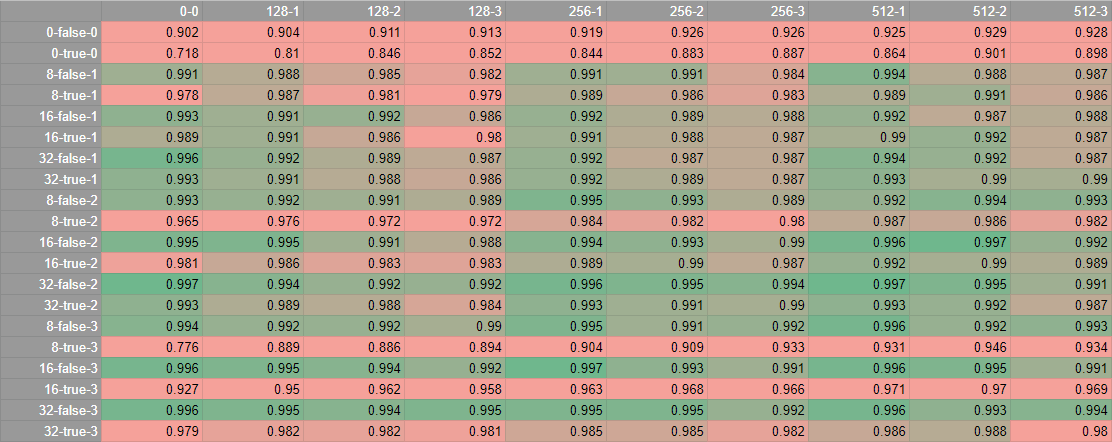 0-0 128-1 128-2 128-3 256-1 256-2 256-3 512-1 512-2 512-3
0-false-0 0.902 0.904 0.911 0.913 0.919 0.926 0.926 0.925 0.929 0.928
0-true-0 0.718 0.81 0.846 0.852 0.844 0.883 0.887 0.864 0.901 0.898
8-false-1 0.991 0.988 0.985 0.982 0.991 0.991 0.984 0.994 0.988 0.987
8-true-1 0.978 0.987 0.981 0.979 0.989 0.986 0.983 0.989 0.991 0.986
16-false-1 0.993 0.991 0.992 0.986 0.992 0.989 0.988 0.992 0.987 0.988
16-true-1 0.989 0.991 0.986 0.98 0.991 0.988 0.987 0.99 0.992 0.987
32-false-1 0.996 0.992 0.989 0.987 0.992 0.987 0.987 0.994 0.992 0.987
32-true-1 0.993 0.991 0.988 0.986 0.992 0.989 0.987 0.993 0.99 0.99
8-false-2 0.993 0.992 0.991 0.989 0.995 0.993 0.989 0.992 0.994 0.993
8-true-2 0.965 0.976 0.972 0.972 0.984 0.982 0.98 0.987 0.986 0.982
16-false-2 0.995 0.995 0.991 0.988 0.994 0.993 0.99 0.996 0.997 0.992
16-true-2 0.981 0.986 0.983 0.983 0.989 0.99 0.987 0.992 0.99 0.989
32-false-2 0.997 0.994 0.992 0.992 0.996 0.995 0.994 0.997 0.995 0.991
32-true-2 0.993 0.989 0.988 0.984 0.993 0.991 0.99 0.993 0.992 0.987
8-false-3 0.994 0.992 0.992 0.99 0.995 0.991 0.992 0.996 0.992 0.993
8-true-3 0.776 0.889 0.886 0.894 0.904 0.909 0.933 0.931 0.946 0.934
16-false-3 0.996 0.995 0.994 0.992 0.997 0.993 0.991 0.996 0.995 0.991
16-true-3 0.927 0.95 0.962 0.958 0.963 0.968 0.966 0.971 0.97 0.969
32-false-3 0.996 0.995 0.994 0.995 0.995 0.995 0.992 0.996 0.993 0.994
32-true-3 0.979 0.982 0.982 0.981 0.985 0.985 0.982 0.986 0.988 0.98